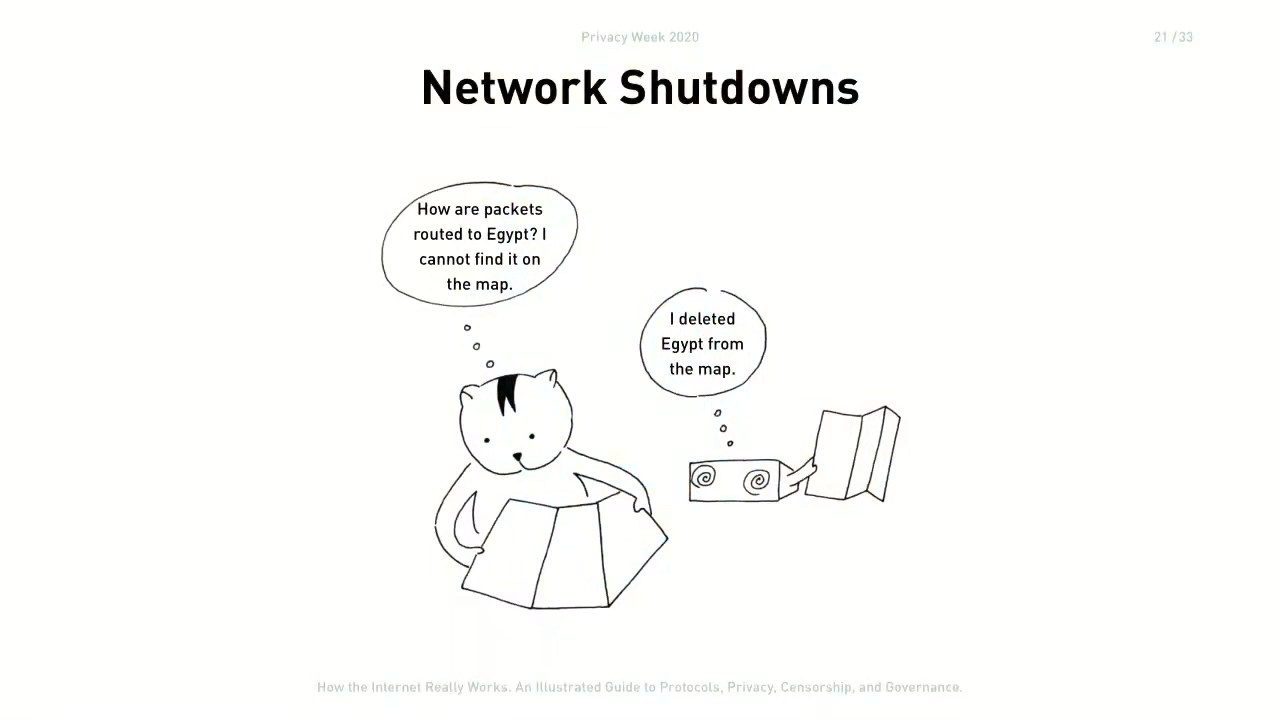 Privacy Week 2020
21 / 33
Network Shutdowns
How are packets
routed to Egypt? I
cannot find it on
the map.
I deleted
Egypt from
the map.
How the Internet Really Works. An Illustrated Guide to Protocols, Privacy, Censorship, and Governance.